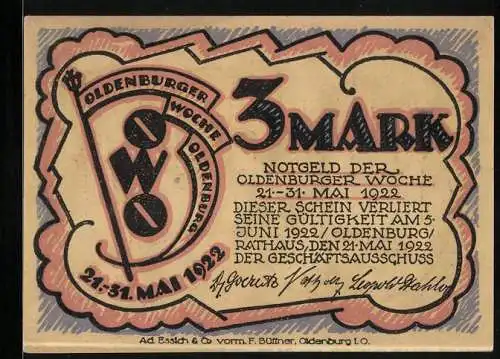 OLDENBURGER
WOCHE
OLDENBURG
O
W
O
21.-31. MAI 1922
3 MARK
NOTGELD DER
OLDENBURGER WOCHE
21.-31. MAI 1922
DIESER SCHEIN VERLIERT
SEINE GÜLTIGKEIT AM 5.
JUNI 1922/OLDENBURG/
RATHAUS, DEN 21. MAI 1922
DER GESCHÄFTSAUSSCHUSS
Leopold
Ad. Essich & Co vorm. F. Büttner, Oldenburg i. O.